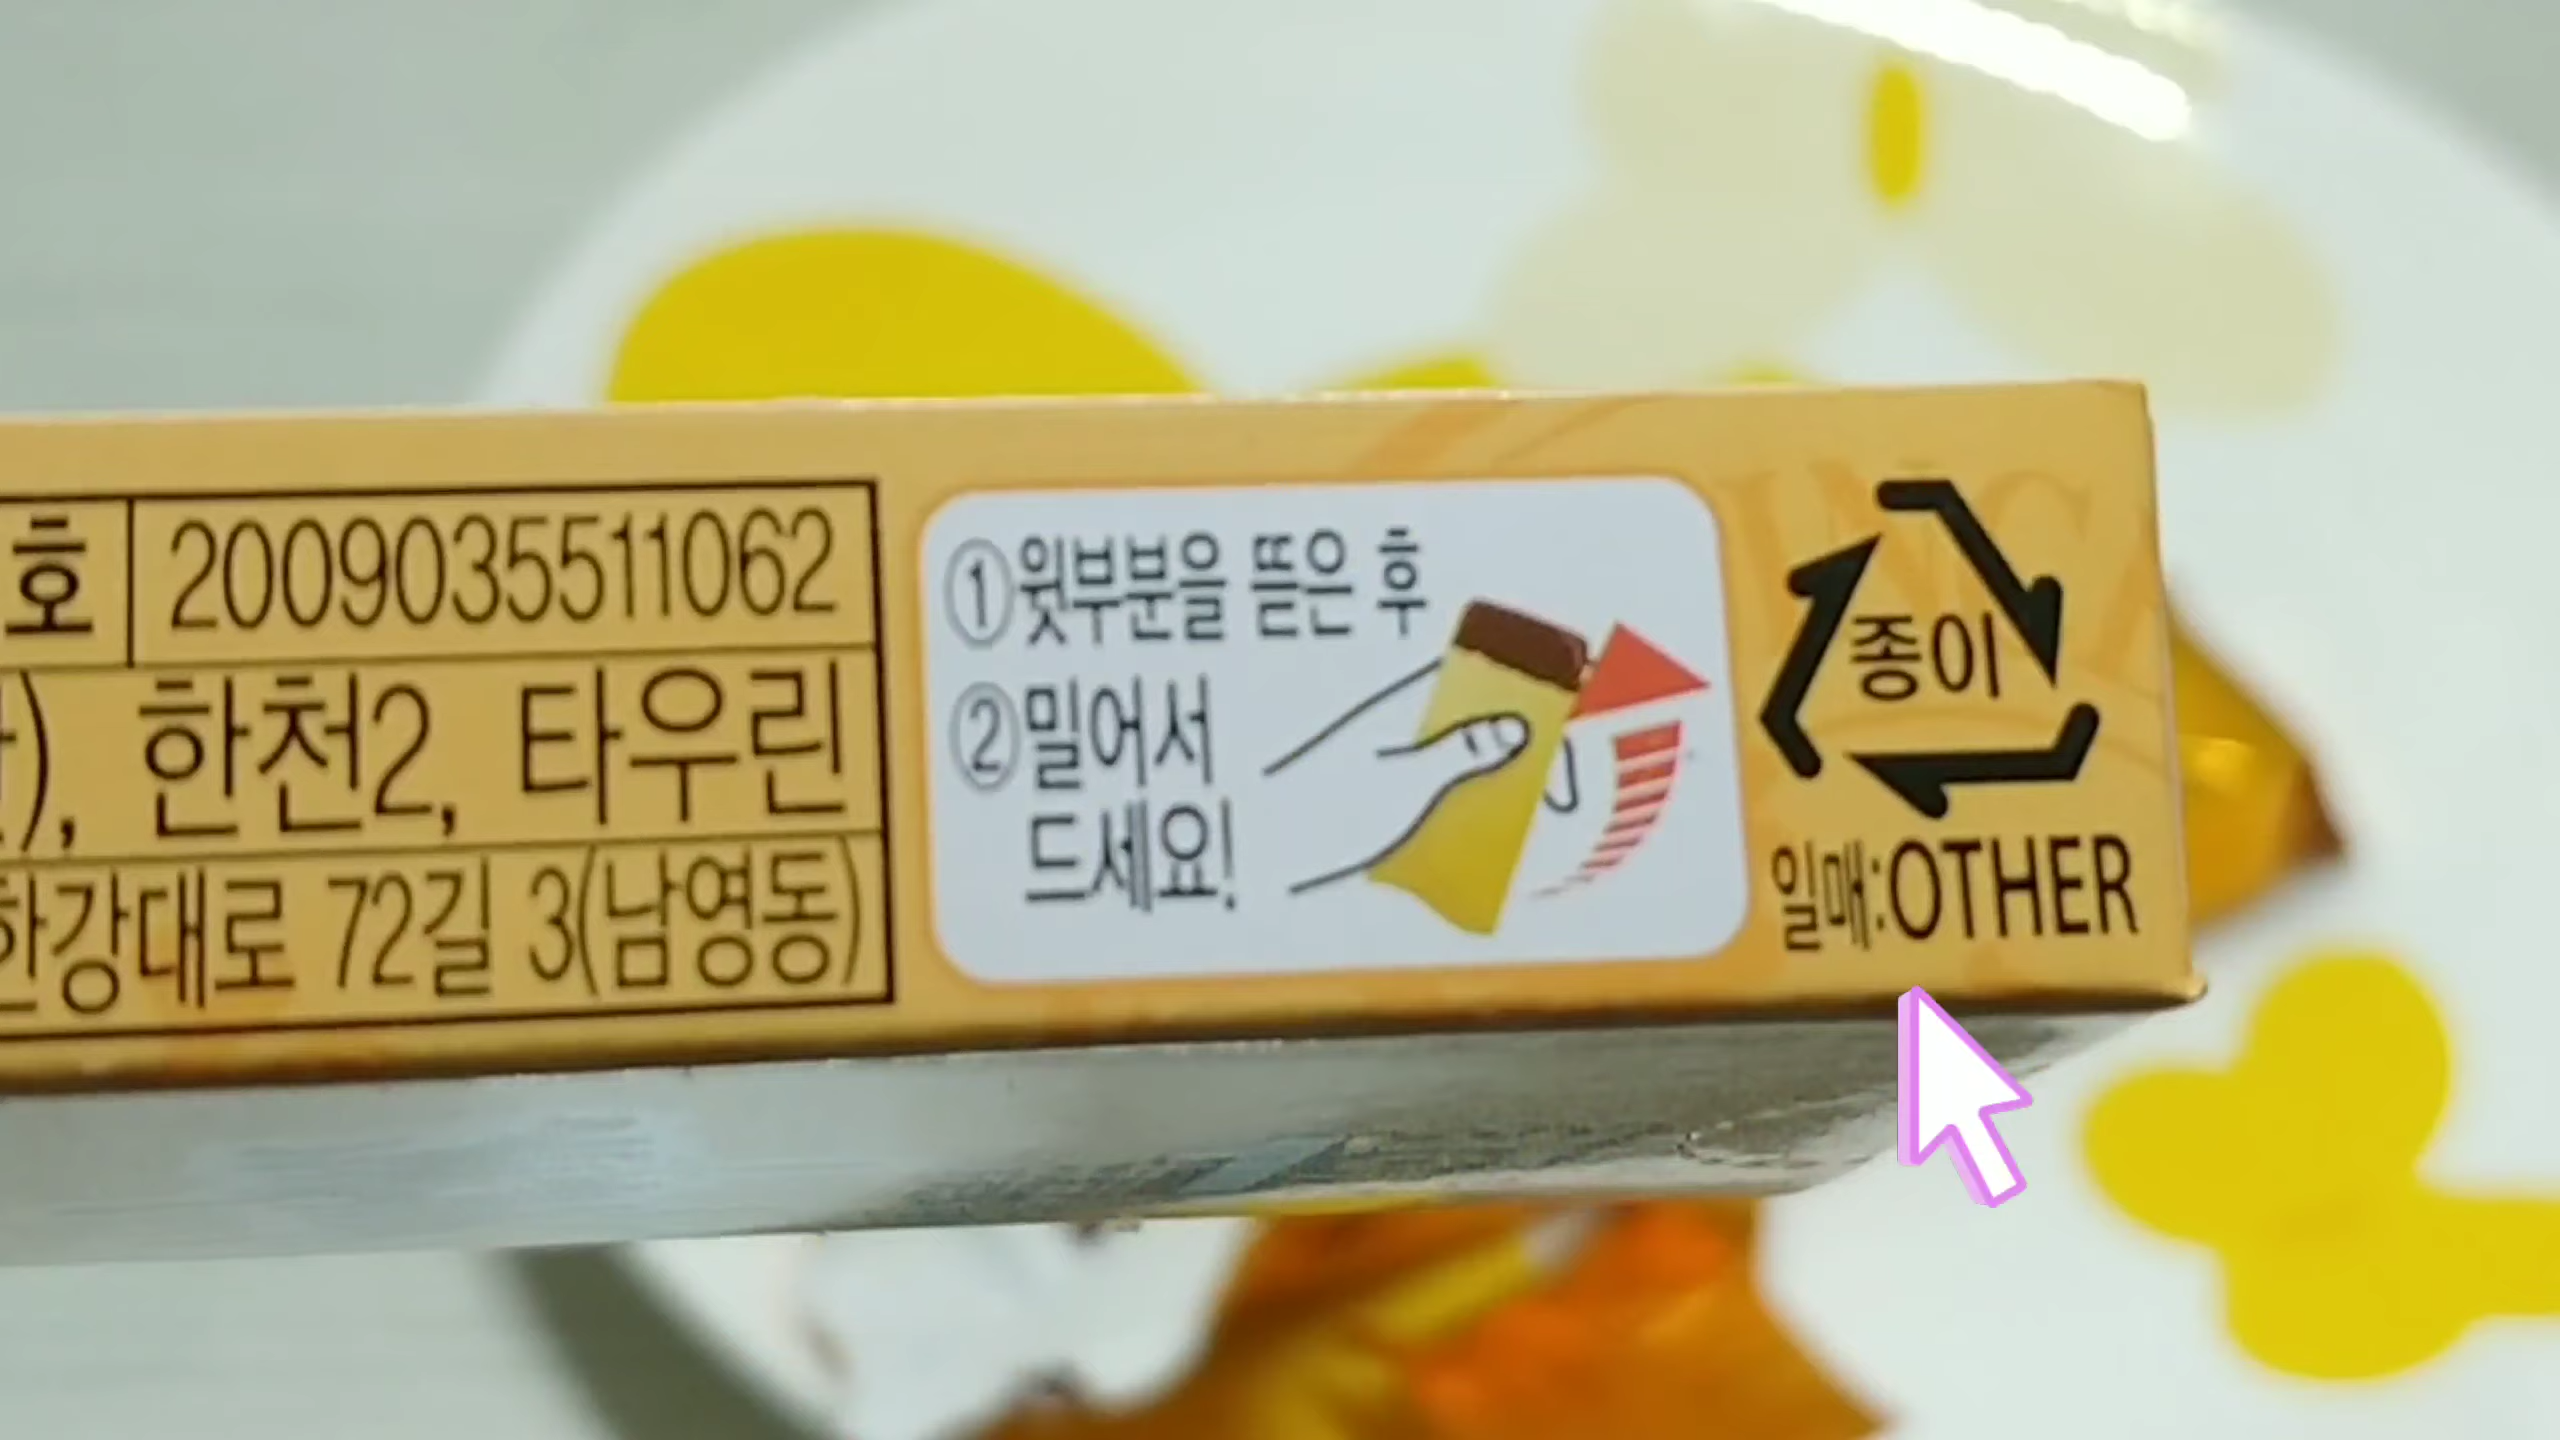 호 2009035511062
), 한천2, 타우린
한강대로 72길 3(남영동)
①윗부분을 뜯은 후
②밀어서
드세요!
종이
일매:OTHER